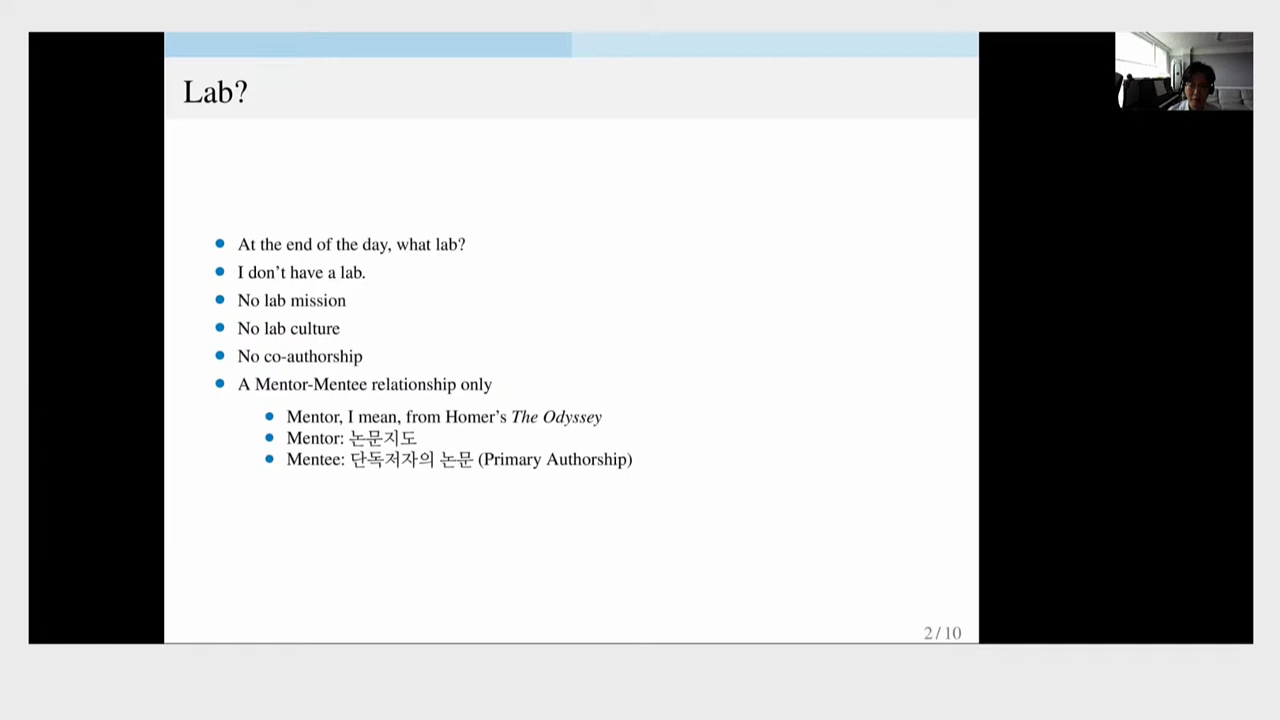 Lab?
At the end of the day, what lab?
I don't have a lab.
No lab mission
No lab culture
No co-authorship
A Mentor-Mentee relationship only
Mentor, I mean, from Homer's The Odyssey
Mentor: 논문지도
Mentee: 단독저자의 논문 (Primary Authorship)
2 / 10